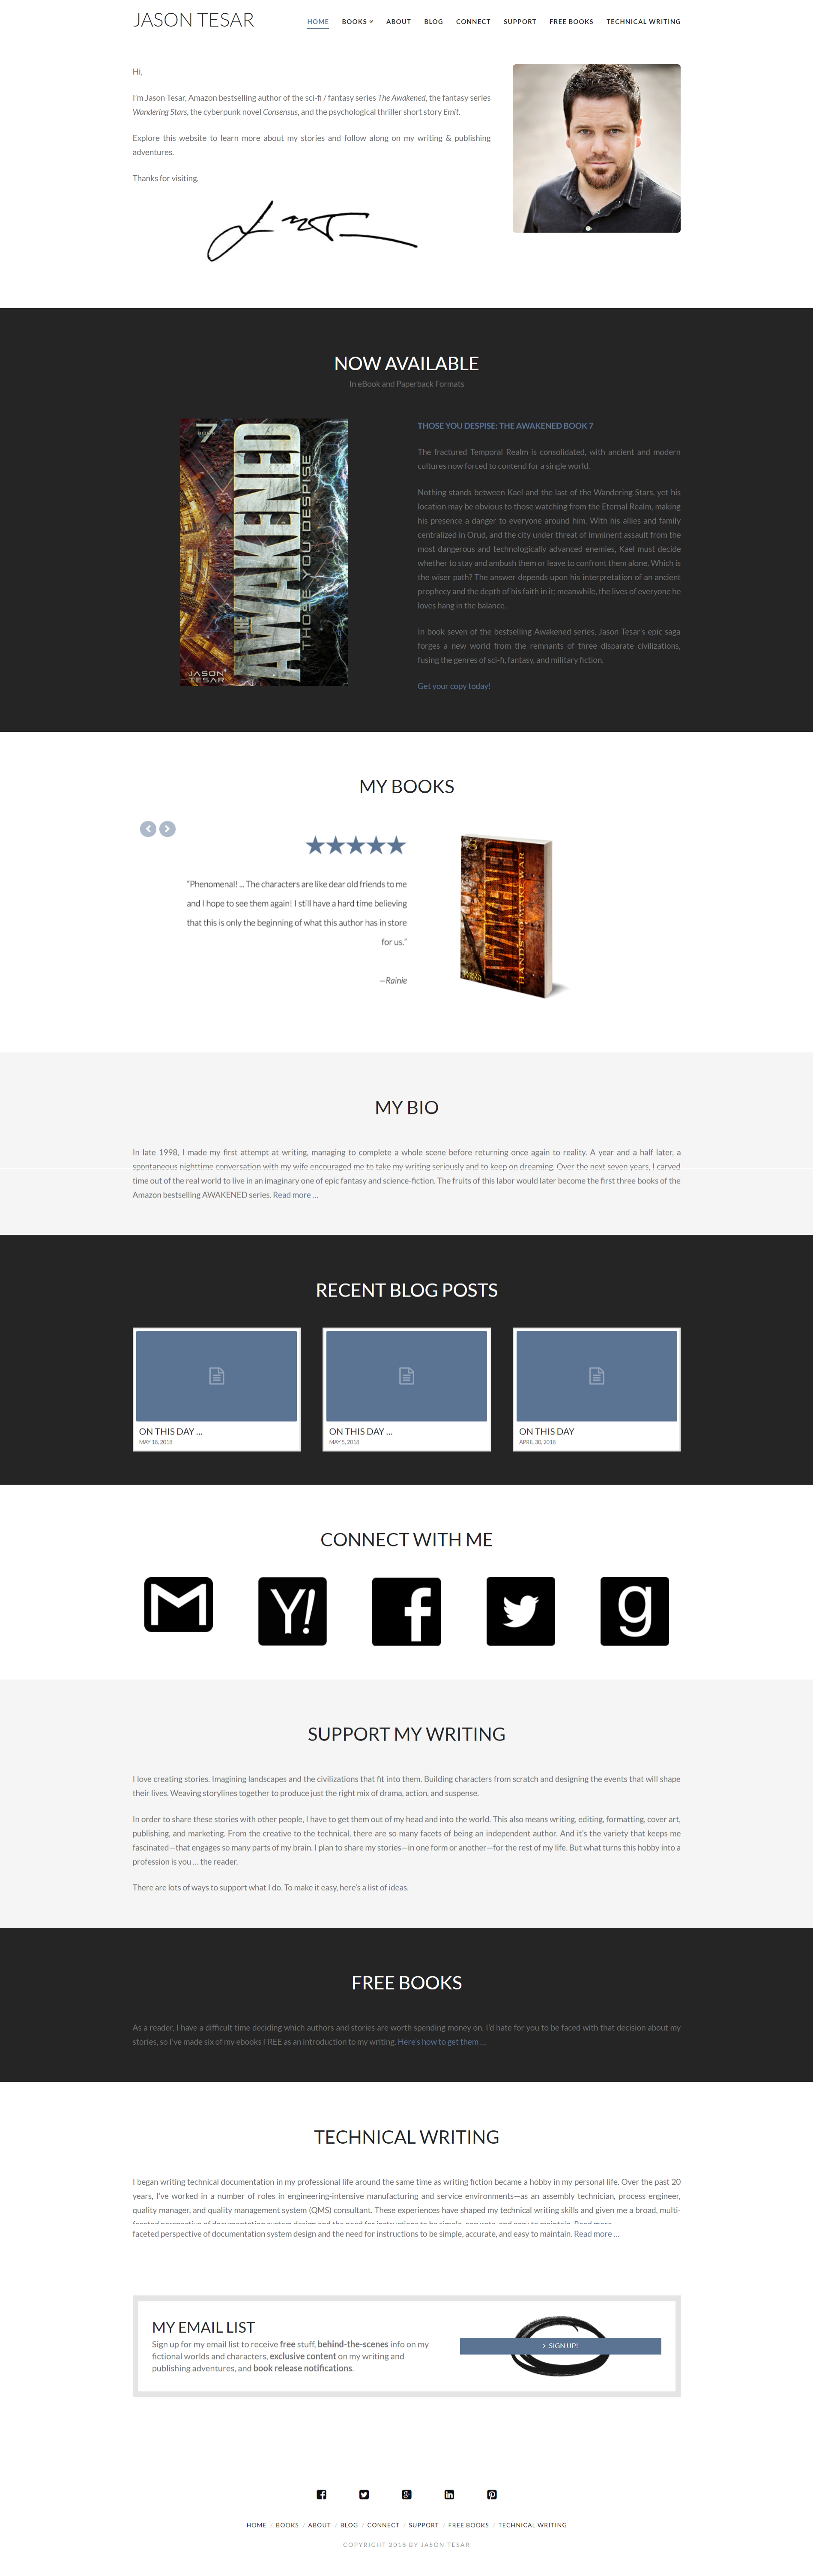 JASON TESAR
HOME BOOKS ABOUT BLOG CONNECT SUPPORT FREE BOOKS TECHNICAL WRITING
Hi,
I'm Jason Tesar, Amazon bestselling author of the sci-fi / fantasy series The Awakened, the fantasy series
Wandering Stars, the cyberpunk novel Consensus, and the psychological thriller short story Emit.
Explore this website to learn more about my stories and follow along on my writing & publishing
adventures.
Thanks for visiting,
NOW AVAILABLE
In eBook and Paperback Formats
7
BOOK
AWAKENED
THOSE YOU DESPISE
JASON
TESAR
THOSE YOU DESPISE: THE AWAKENED BOOK 7
The fractured Temporal Realm is consolidated, with ancient and modern
cultures now forced to contend for a single world.
Nothing stands between Kael and the last of the Wandering Stars, yet his
location may be obvious to those watching from the Eternal Realm, making
his presence a danger to everyone around him. With his allies and family
centralized in Orud, and the city under threat of imminent assault from the
most dangerous and technologically advanced enemies, Kael must decide
whether to stay and ambush them or leave to confront them alone. Which is
the wiser path? The answer depends upon his interpretation of an ancient
prophecy and the depth of his faith in it; meanwhile, the lives of everyone he
loves hang in the balance.
In book seven of the bestselling Awakened series, Jason Tesar's epic saga
forges a new world from the remnants of three disparate civilizations,
fusing the genres of sci-fi, fantasy, and military fiction.
Get your copy today!
MY BOOKS
"Phenomenal! ... The characters are like dear old friends to me
and I hope to see them again! I still have a hard time believing
that this is only the beginning of what this author has in store
for us."
—Rainie
3
AWAKENED
HANDS TO MAKE WAR
JASON
TESAR
MY BIO
In late 1998, I made my first attempt at writing, managing to complete a whole scene before returning once again to reality. A year and a half later, a
spontaneous nighttime conversation with my wife encouraged me to take my writing seriously and to keep on dreaming. Over the next seven years, I carved
time out of the real world to live in an imaginary one of epic fantasy and science-fiction. The fruits of this labor would later become the first three books of the
Amazon bestselling AWAKENED series. Read more ...
RECENT BLOG POSTS
ON THIS DAY ...
MAY 18, 2018
ON THIS DAY ...
MAY 5, 2018
ON THIS DAY
APRIL 30, 2018
CONNECT WITH ME
M
Y!
f
g
SUPPORT MY WRITING
I love creating stories. Imagining landscapes and the civilizations that fit into them. Building characters from scratch and designing the events that will shape
their lives. Weaving storylines together to produce just the right mix of drama, action, and suspense.
In order to share these stories with other people, I have to get them out of my head and into the world. This also means writing, editing, formatting, cover art,
publishing, and marketing. From the creative to the technical, there are so many facets of being an independent author. And it's the variety that keeps me
fascinated—that engages so many parts of my brain. I plan to share my stories—in one form or another—for the rest of my life. But what turns this hobby into a
profession is you ... the reader.
There are lots of ways to support what I do. To make it easy, here's a list of ideas.
FREE BOOKS
As a reader, I have a difficult time deciding which authors and stories are worth spending money on. I'd hate for you to be faced with that decision about my
stories, so I've made six of my ebooks FREE as an introduction to my writing. Here's how to get them ...
TECHNICAL WRITING
I began writing technical documentation in my professional life around the same time as writing fiction became a hobby in my personal life. Over the past 20
years, I've worked in a number of roles in engineering-intensive manufacturing and service environments—as an assembly technician, process engineer,
quality manager, and quality management system (QMS) consultant. These experiences have shaped my technical writing skills and given me a broad, multi-
faceted perspective of documentation system design and the need for instructions to be simple, accurate, and easy to maintain. Read more ...
MY EMAIL LIST
Sign up for my email list to receive free stuff, behind-the-scenes info on my
fictional worlds and characters, exclusive content on my writing and
publishing adventures, and book release notifications.
SIGN UP!
HOME / BOOKS / ABOUT / BLOG / CONNECT / SUPPORT / FREE BOOKS / TECHNICAL WRITING
COPYRIGHT 2018 BY JASON TESAR